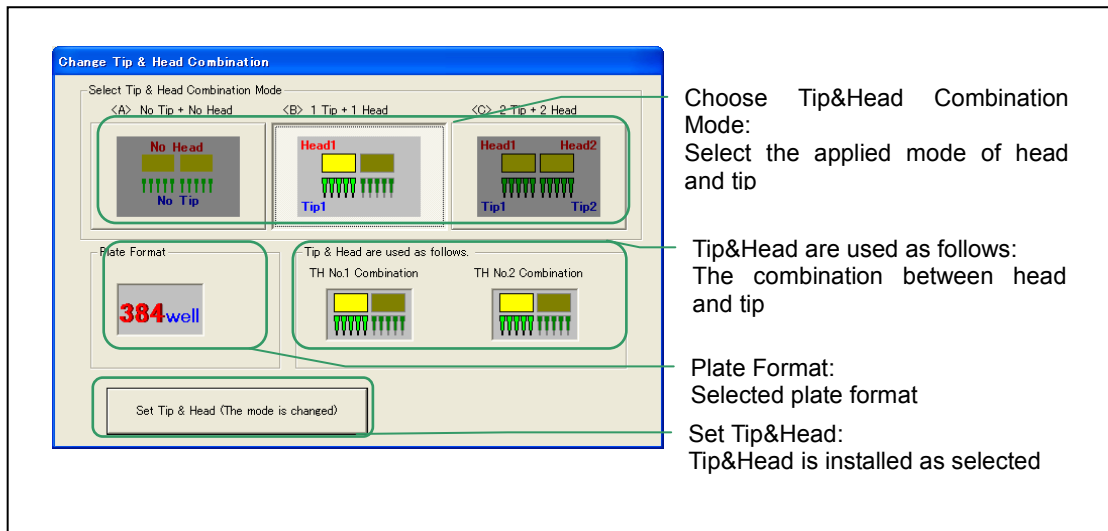 Change Tip & Head Combination
Select Tip & Head Combination Mode
<A> No Tip + No Head
<B> 1 Tip + 1 Head
<C> 2 Tip + 2 Head
No Head
No Tip
Head1
Tip1
Head1 Head2
Tip1 Tip2
Plate Format
384-well
Tip & Head are used as follows.
TH No.1 Combination
TH No.2 Combination
Set Tip & Head (The mode is changed)
Choose Tip&Head Combination
Mode:
Select the applied mode of head
and tip
Tip&Head are used as follows:
The combination between head
and tip
Plate Format:
Selected plate format
Set Tip&Head:
Tip&Head is installed as selected